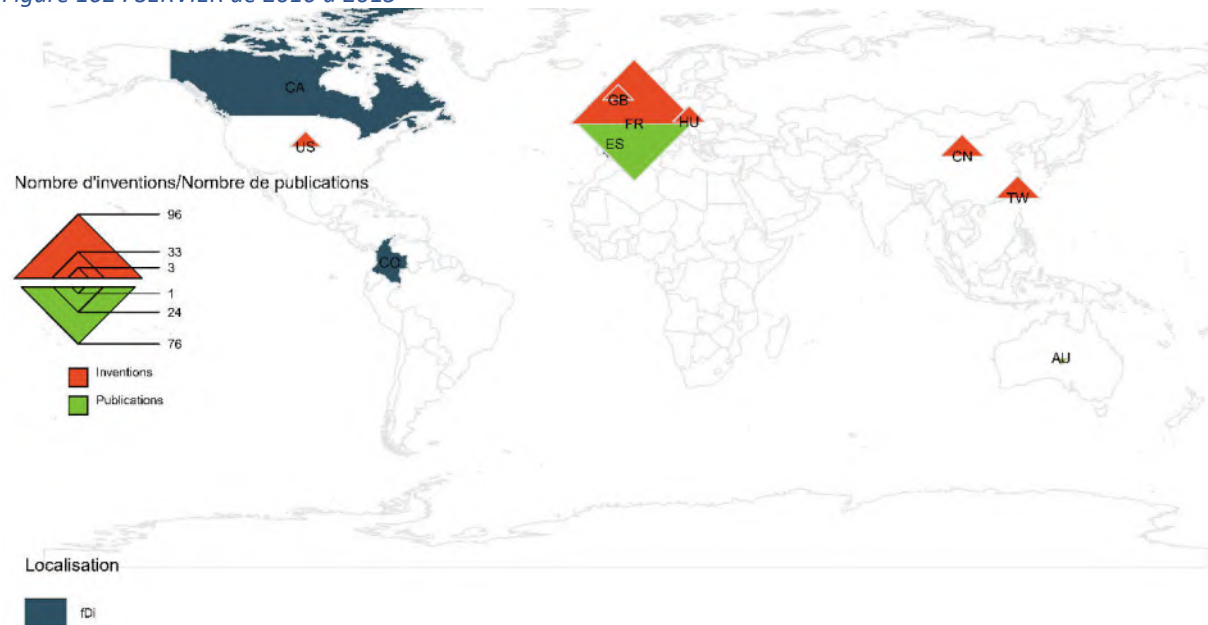 CA
GB
FR
HU
US
ES
CN
Nombre d'inventions/Nombre de publications
TW
96
33
3
CO
1
24
76
AU
Inventions
Publications
Localisation
fDi